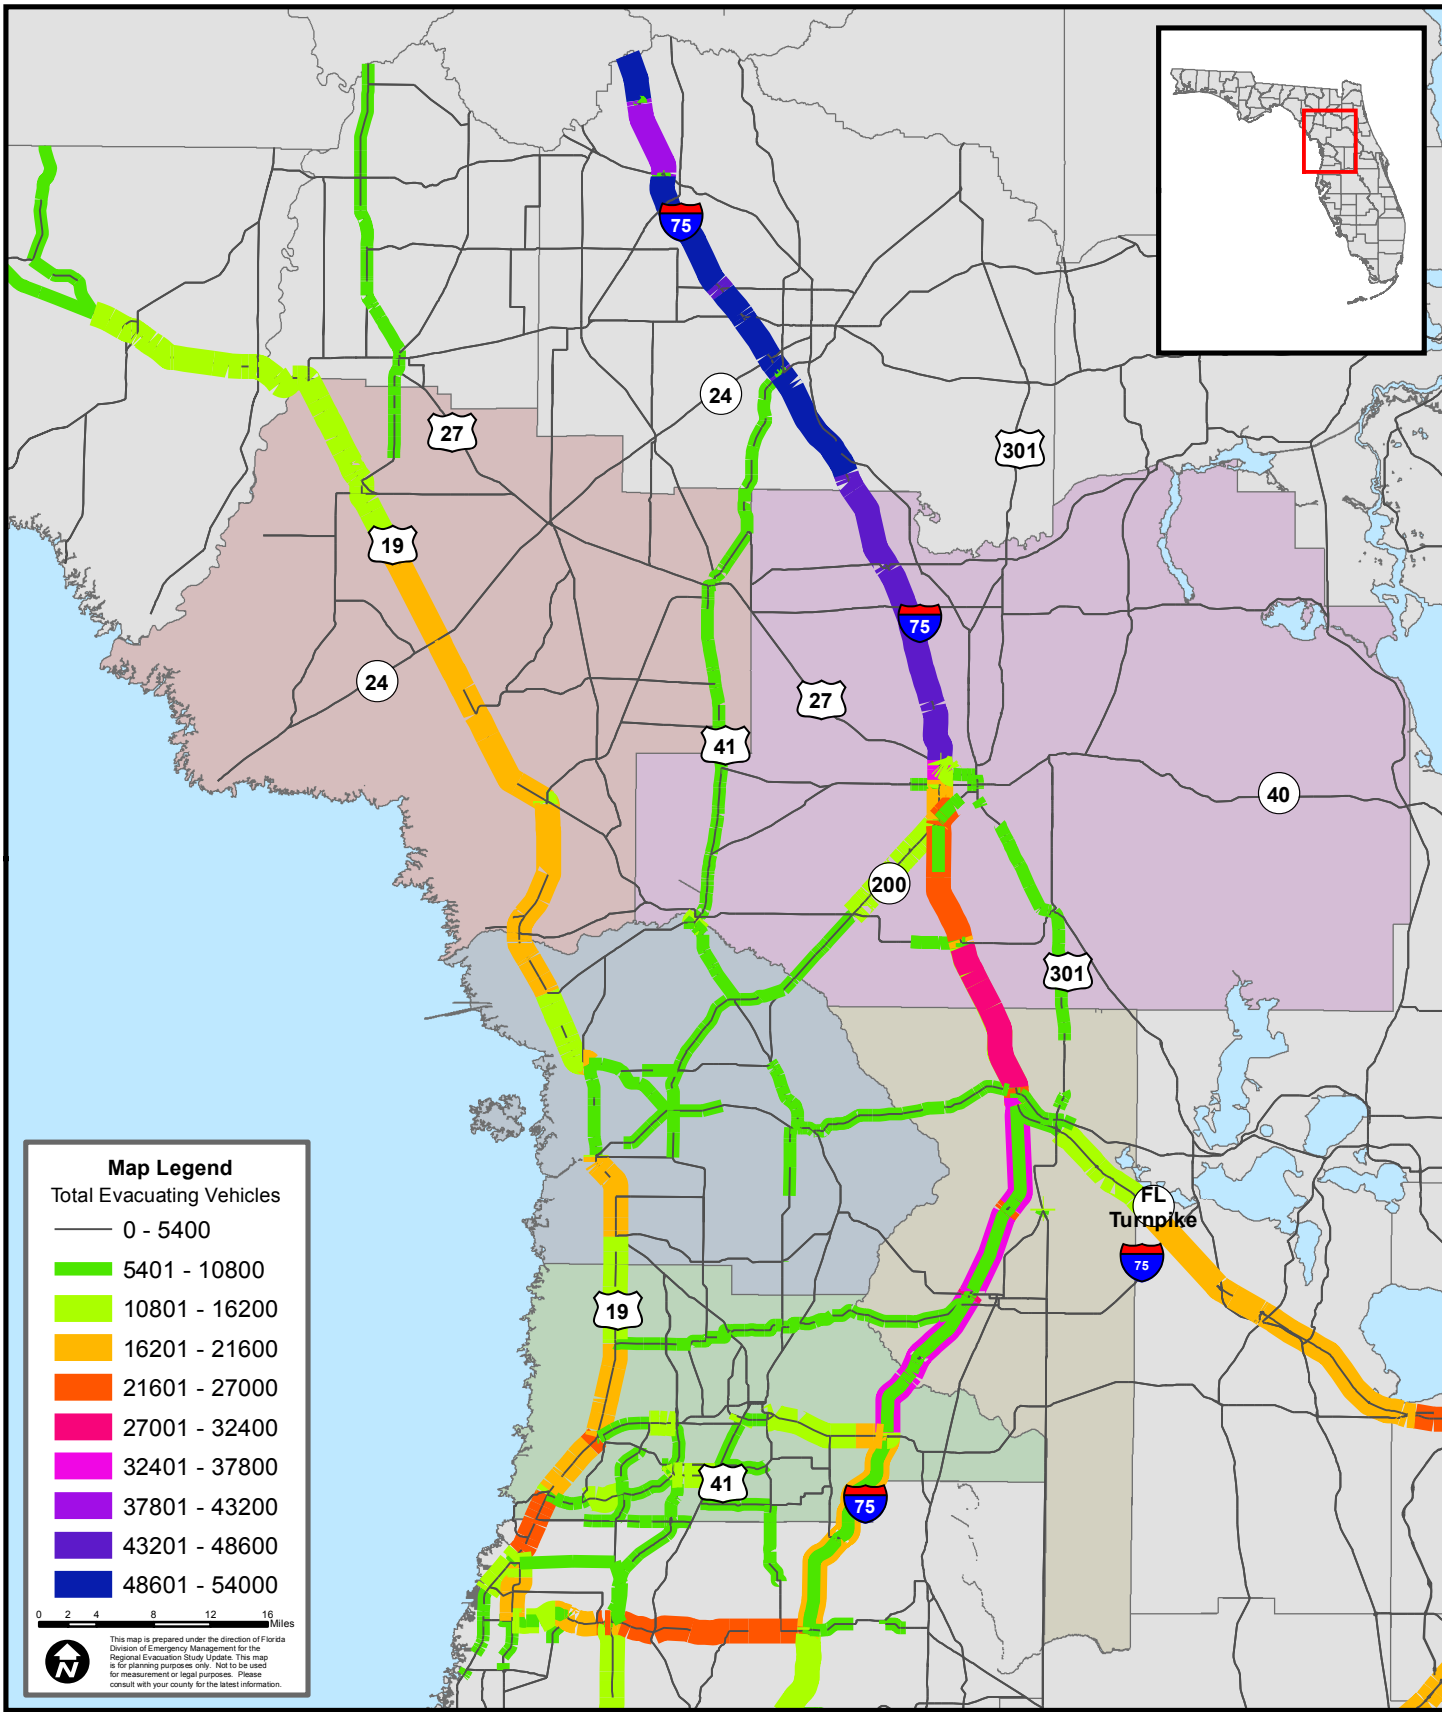 75
24
27
301
19
75
24
27
41
40
200
301
FL
Turnpike
75
19
41
75
Map Legend
Total Evacuating Vehicles
0 - 5400
5401 - 10800
10801 - 16200
16201 - 21600
21601 - 27000
27001 - 32400
32401 - 37800
37801 - 43200
43201 - 48600
48601 - 54000
0 2 4 8 12 16
Miles
N
This map is prepared under the direction of Florida
Division of Emergency Management for the
Regional Evacuation Study Update. This map
is for planning purposes only. Not to be used
for measurement or legal purposes. Please
consult with your county for the latest information.